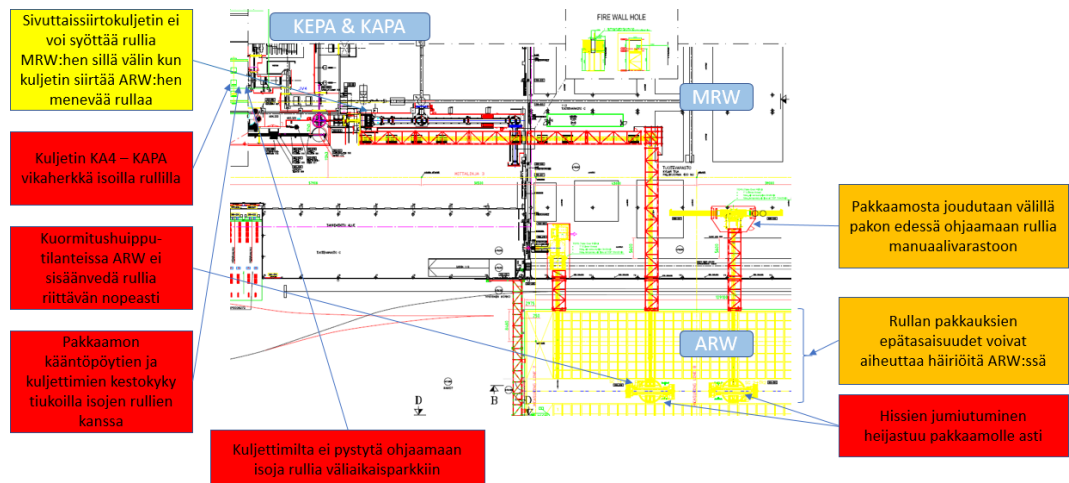 Sivuttaissiirtokuljetin ei
voi syöttää rullia
MRW:hen sillä välin kun
kuljetin siirtää ARW:hen
menevää rullaa
Kuljetin KA4 – KAPA
vikaherkkä isoilla rullilla
Kuormitushuippu-
tilanteissa ARW ei
sisäänvedä rullia
riittävän nopeasti
Pakkaamon
kääntöpöytien ja
kuljettimien kestokyky
tiukoilla isojen rullien
kanssa
KEPA & KAPA
FIRE WALL HOLE
MRW
ARW
D
B
D
Kuljettimilta ei pystytä ohjaamaan
isoja rullia väliaikaisparkkiin
Pakkaamosta joudutaan välillä
pakon edessä ohjaamaan rullia
manuaalivarastoon
Rullan pakkauksien
epätasaisuudet voivat
aiheuttaa häiriöitä ARW:ssä
Hissien jumiutuminen
heijastuu pakkaamolle asti